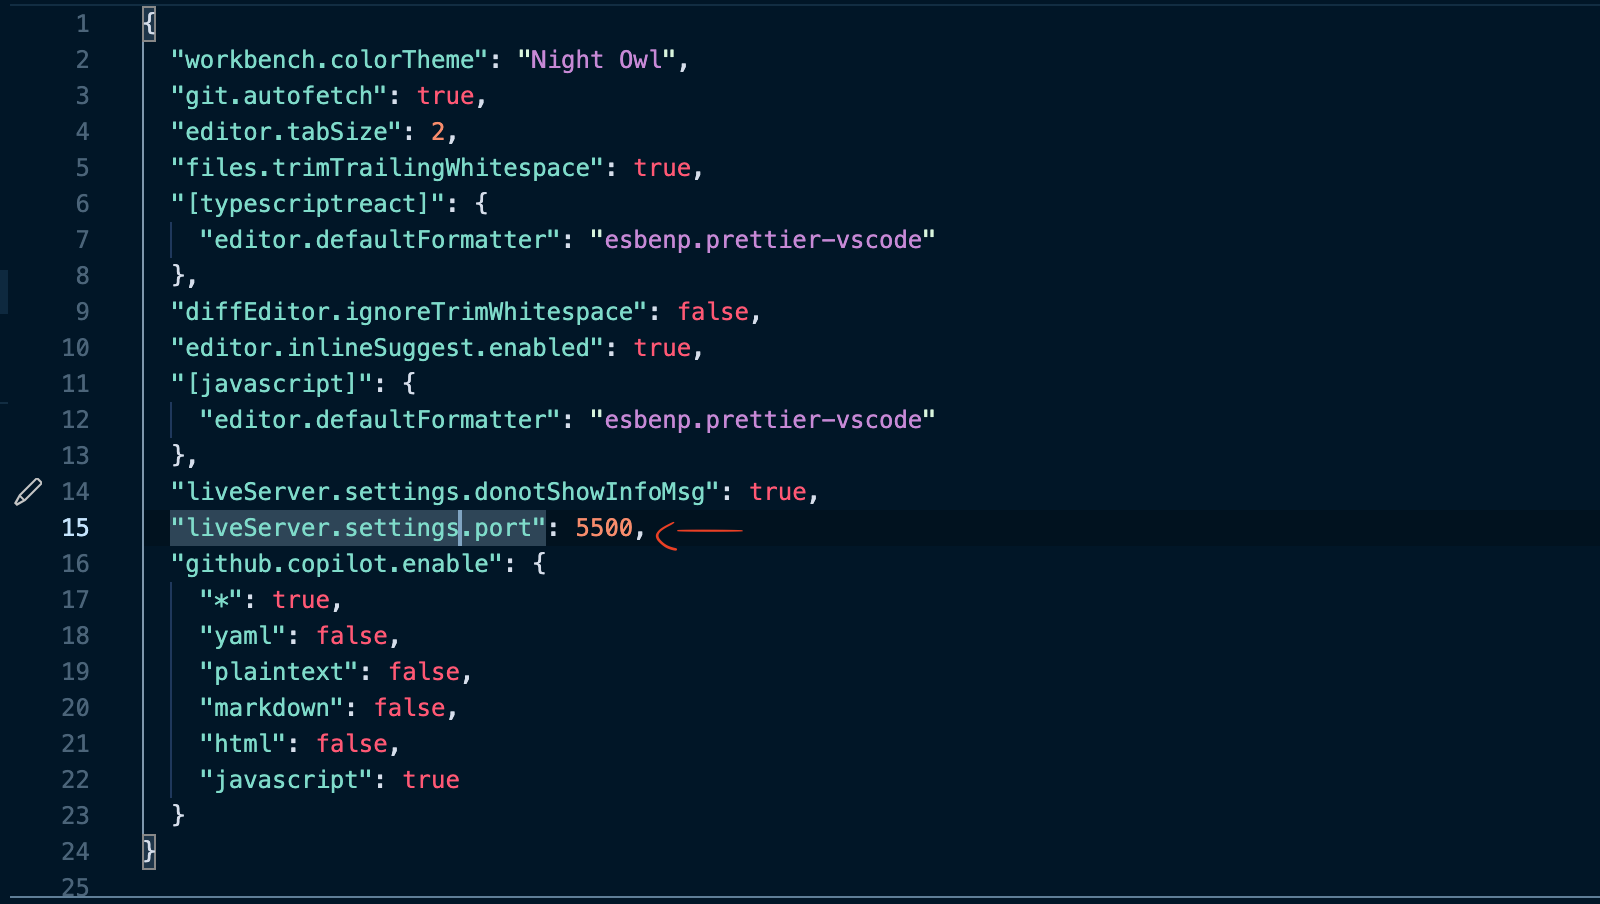 1 {
2 "workbench.colorTheme": "Night Owl",
3 "git.autofetch": true,
4 "editor.tabSize": 2,
5 "files.trimTrailingWhitespace": true,
6 "[typescriptreact]": {
7 "editor.defaultFormatter": "esbenp.prettier-vscode"
8 },
9 "diffEditor.ignoreTrimWhitespace": false,
10 "editor.inlineSuggest.enabled": true,
11 "[javascript]": {
12 "editor.defaultFormatter": "esbenp.prettier-vscode"
13 },
14 "liveServer.settings.donotShowInfoMsg": true,
15 "liveServer.settings.port": 5500,
16 "github.copilot.enable": {
17 "*": true,
18 "yaml": false,
19 "plaintext": false,
20 "markdown": false,
21 "html": false,
22 "javascript": true
23 }
24 }
25